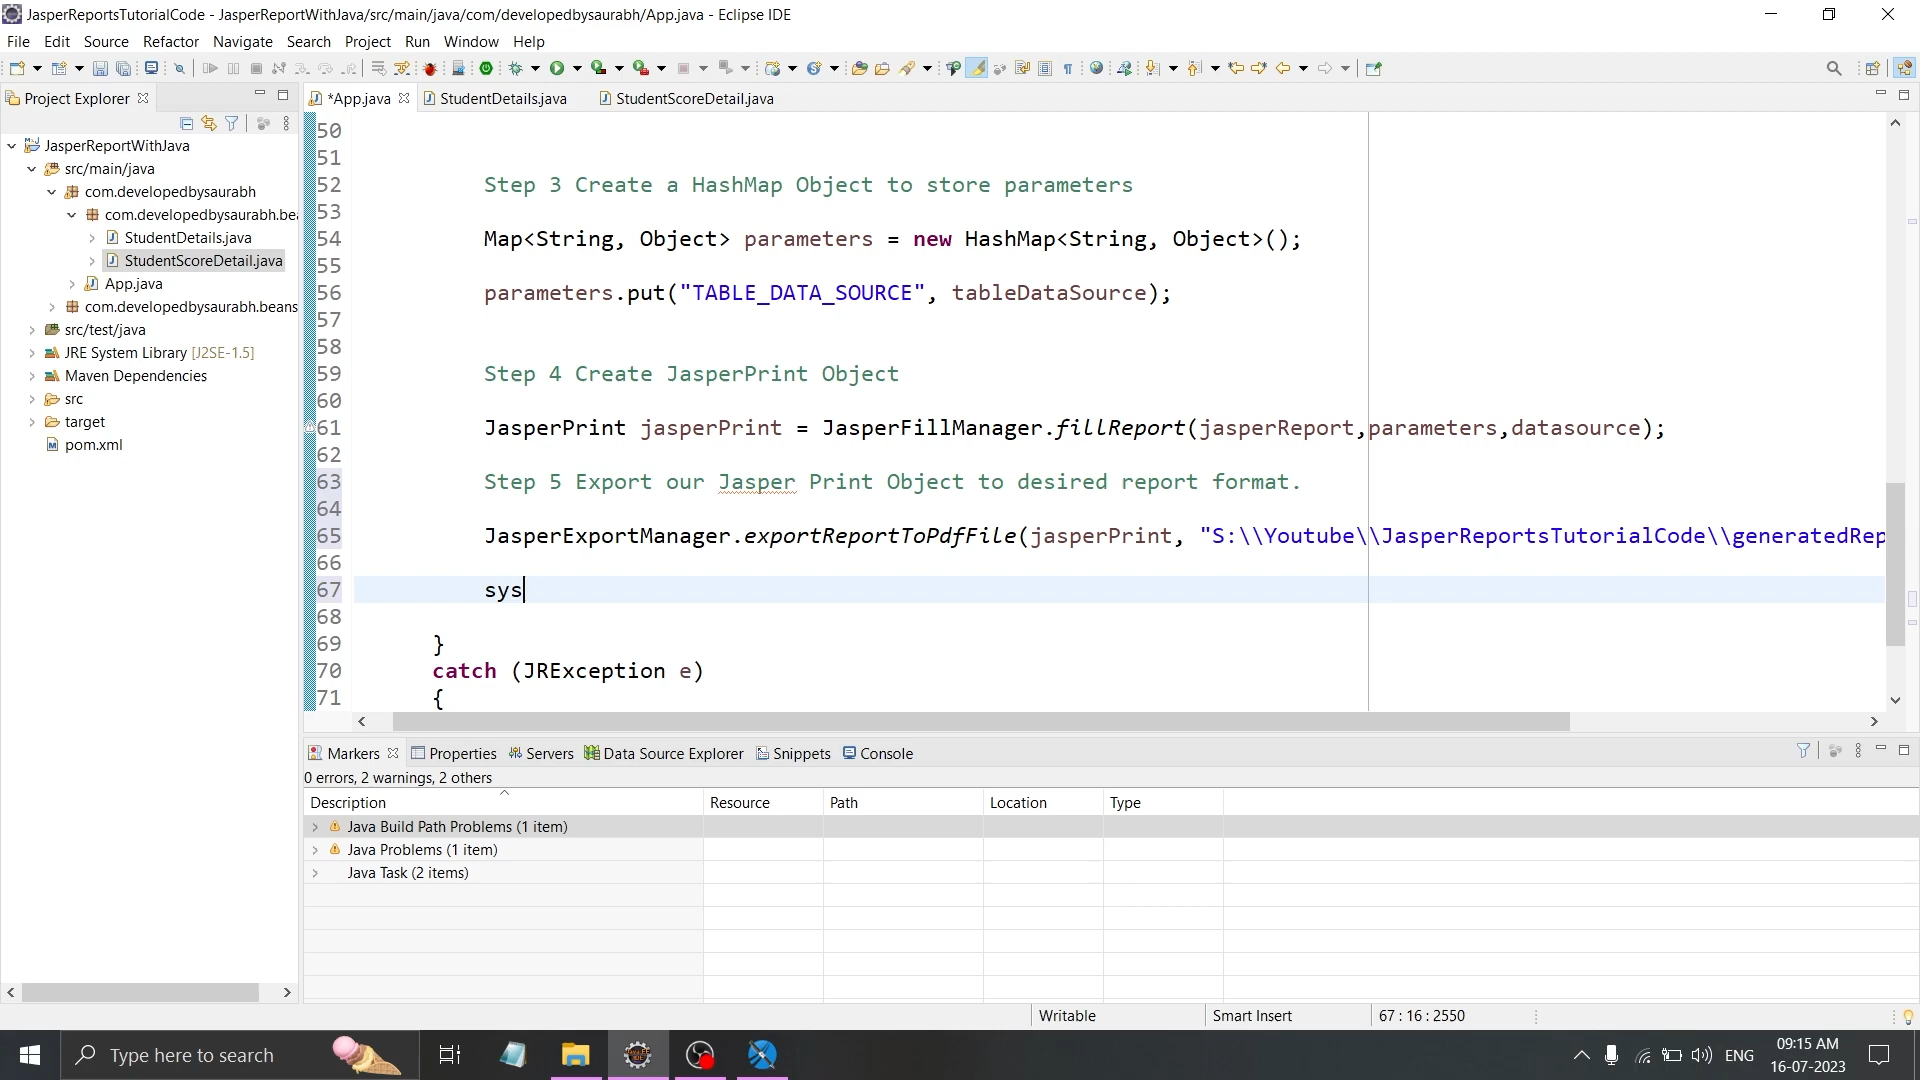 JasperReportsTutorialCode - JasperReportWithJava/src/main/java/com/developedbysaurabh/App.java - Eclipse IDE
File Edit Source Refactor Navigate Search Project Run Window Help
Project Explorer
JasperReportWithJava
src/main/java
com.developedbysaurabh
com.developedbysaurabh.bea
StudentDetails.java
StudentScoreDetail.java
App.java
com.developedbysaurabh.beans
src/test/java
JRE System Library [J2SE-1.5]
Maven Dependencies
src
target
pom.xml
*App.java StudentDetails.java StudentScoreDetail.java
50
51
52 Step 3 Create a HashMap Object to store parameters
53
54 Map<String, Object> parameters = new HashMap<String, Object>();
55
56 parameters.put("TABLE_DATA_SOURCE", tableDataSource);
57
58
59 Step 4 Create JasperPrint Object
60
61 JasperPrint jasperPrint = JasperFillManager.fillReport(jasperReport,parameters,datasource);
62
63 Step 5 Export our Jasper Print Object to desired report format.
64
65 JasperExportManager.exportReportToPdfFile(jasperPrint, "S:\\Youtube\\JasperReportsTutorialCode\\generatedRep
66
67 sys
68
69 }
70 catch (JRException e)
71 {
Markers Properties Servers Data Source Explorer Snippets Console
0 errors, 2 warnings, 2 others
Description Resource Path Location Type
Java Build Path Problems (1 item)
Java Problems (1 item)
Java Task (2 items)
Writable Smart Insert 67 : 16 : 2550
Type here to search
ENG
09:15 AM
16-07-2023